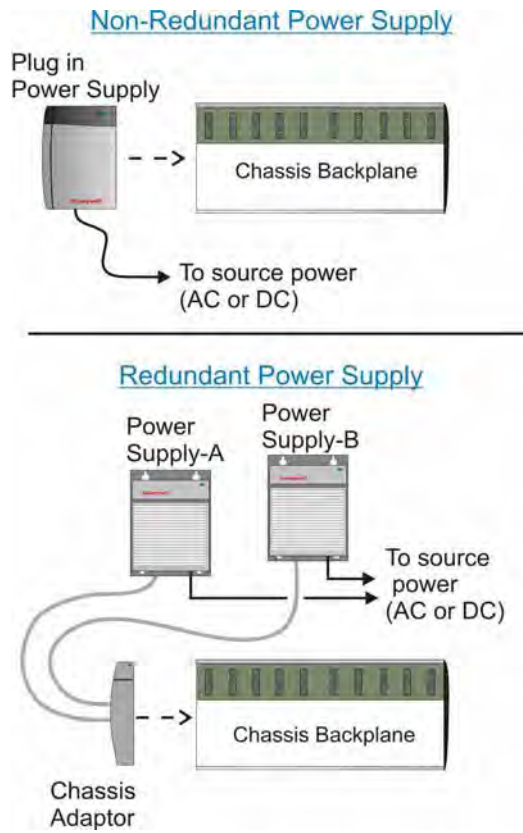 Non-Redundant Power Supply
Plug in
Power Supply
Chassis Backplane
To source power
(AC or DC)
Redundant Power Supply
Power
Supply-A
Power
Supply-B
To source
power
(AC or DC)
Chassis Backplane
Chassis
Adaptor